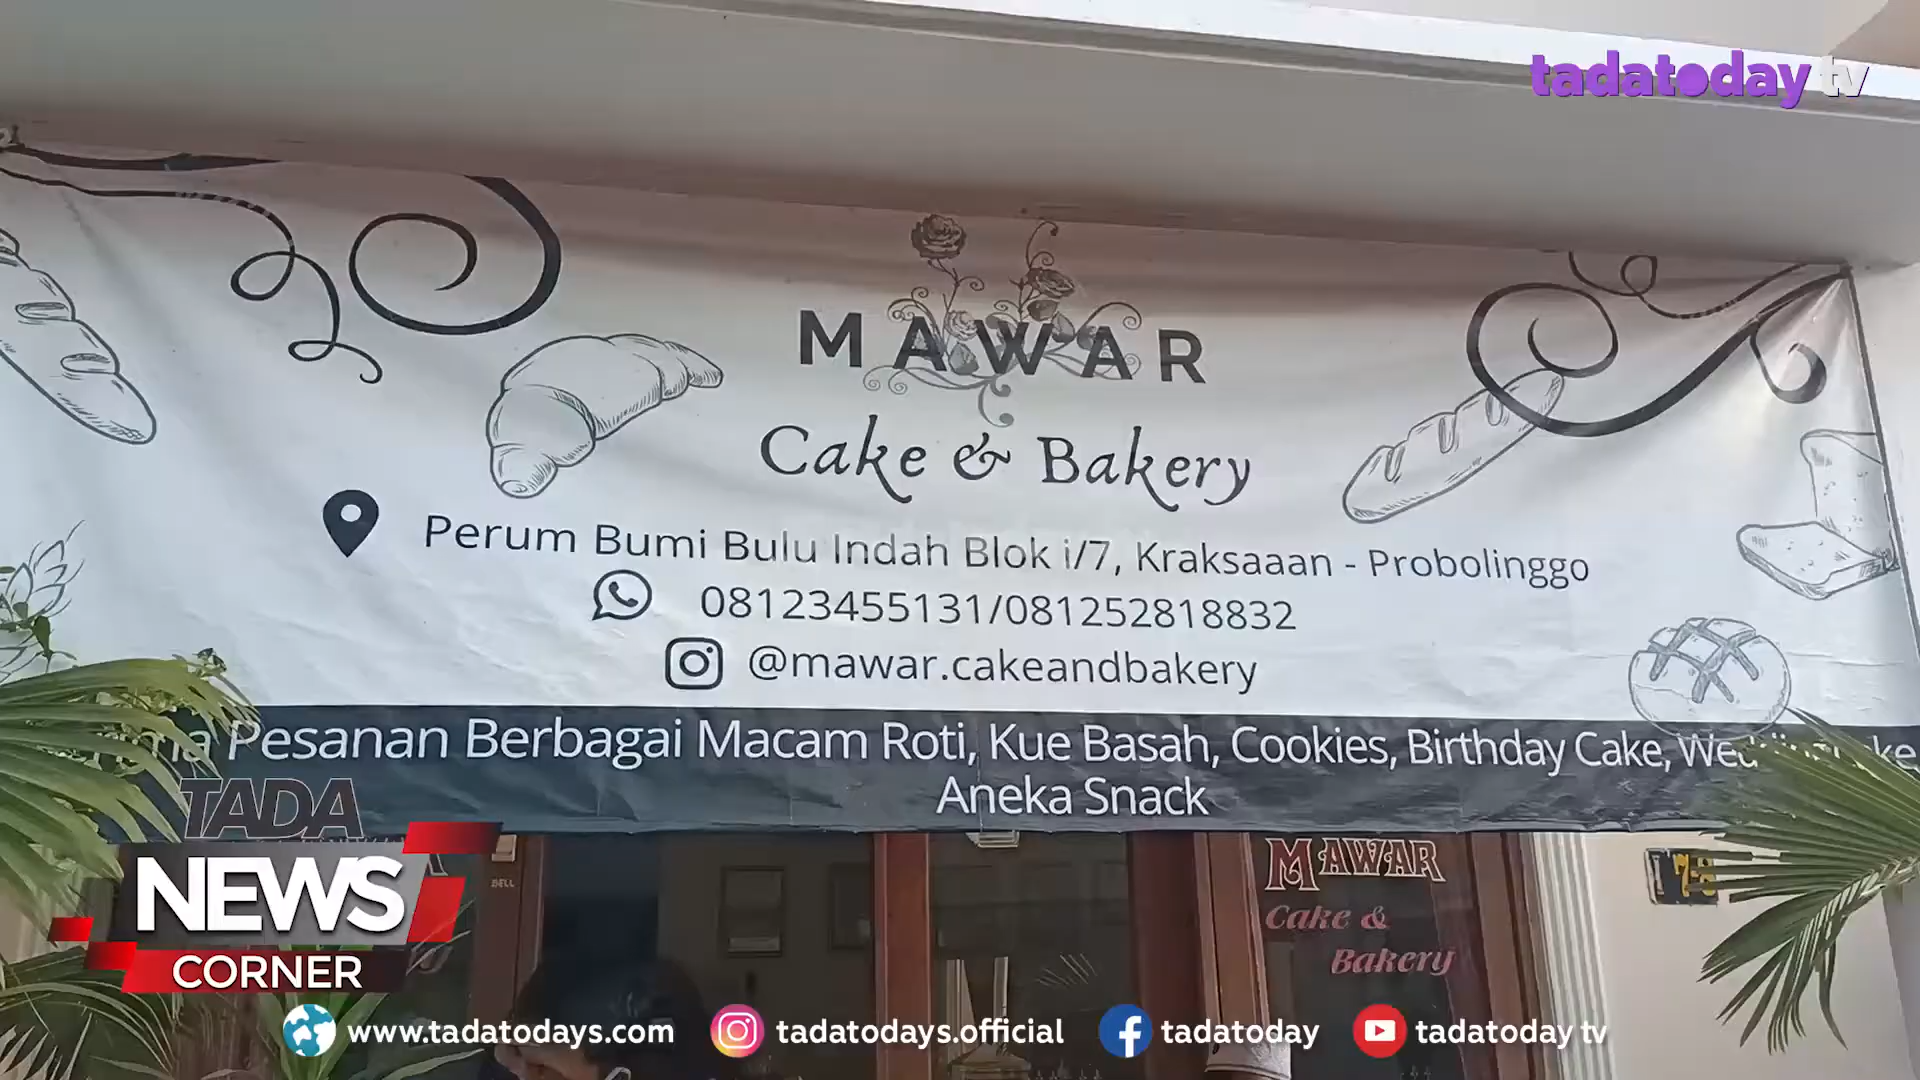 tadatoday tv
MAWAR
Cake & Bakery
Perum Bumi Bulu Indah Blok i/7, Kraksaaan - Probolinggo
08123455131/081252818832
@mawar.cakeandbakery
Pesanan Berbagai Macam Roti, Kue Basah, Cookies, Birthday Cake,
Aneka Snack
TADA
NEWS
CORNER
BELL
MAWAR
Cake &
Bakery
www.tadatodays.com
tadatodays.official
tadatoday
tadatoday tv